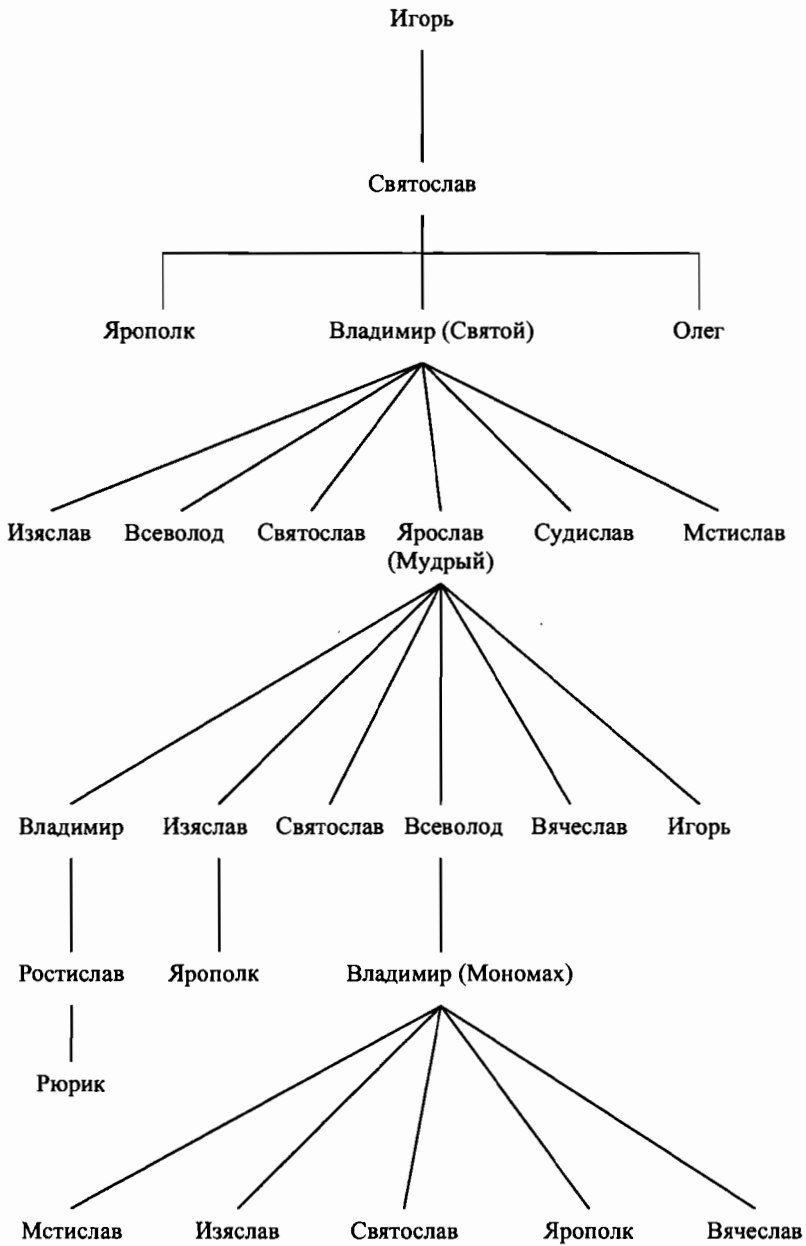 Игорь
Святослав
Ярополк Владимир (Святой) Олег
Изяслав Всеволод Святослав Ярослав Судислав Мстислав
(Мудрый)
Владимир Изяслав Святослав Всеволод Вячеслав Игорь
Ростислав Ярополк Владимир (Мономах)
Рюрик
Мстислав Изяслав Святослав Ярополк Вячеслав